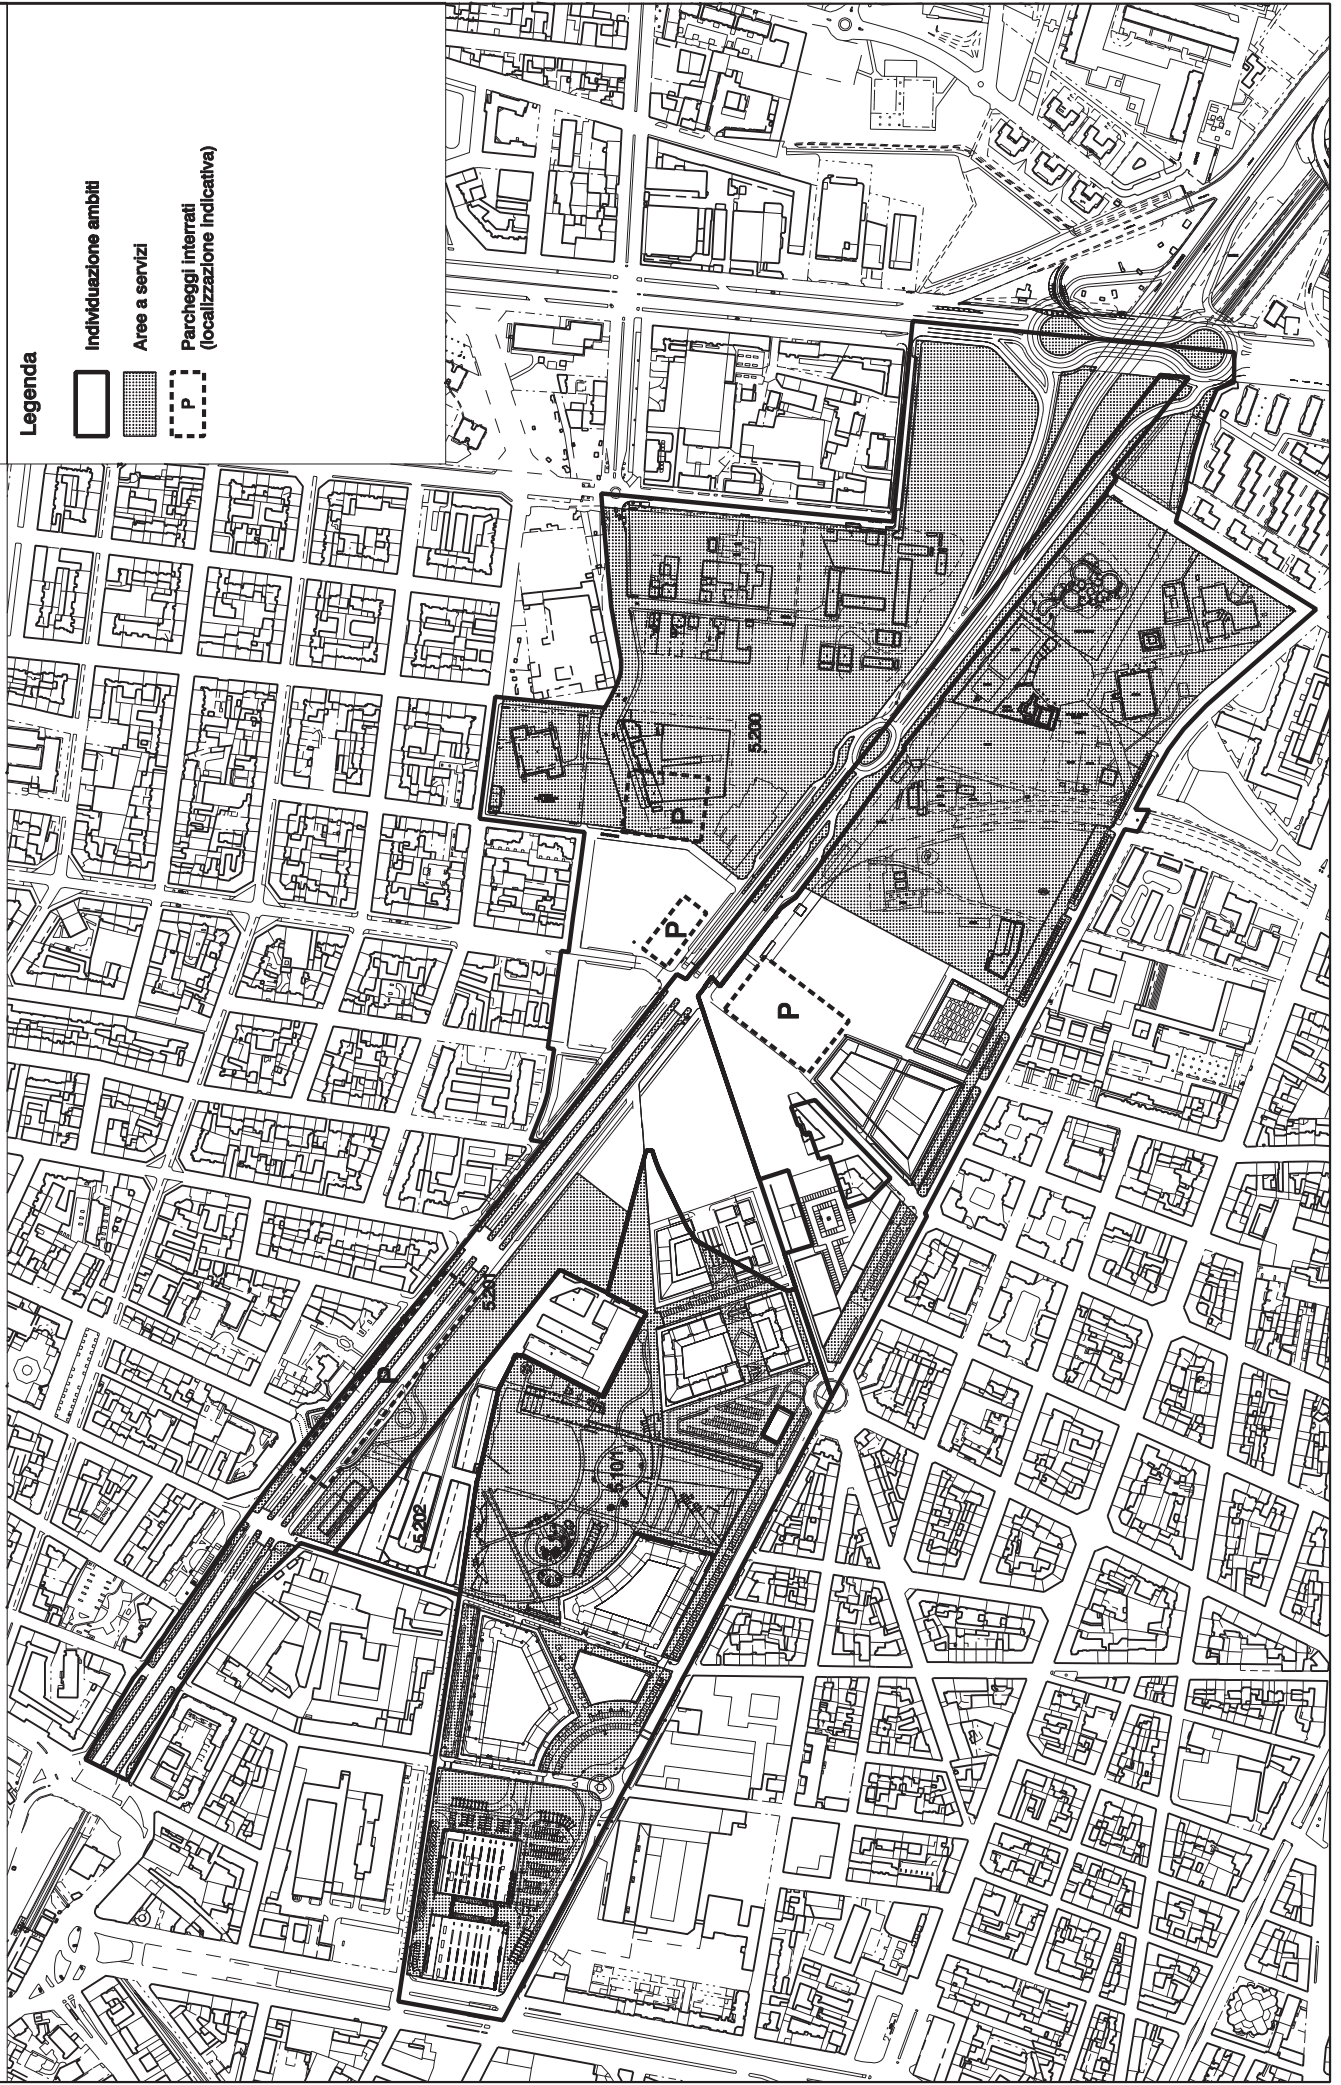 Legenda
Individuazione ambiti
Aree a servizi
P
Parcheggi interrati
(localizzazione indicativa)
5.200
P
P
P
5.201
P
5.10
5.202